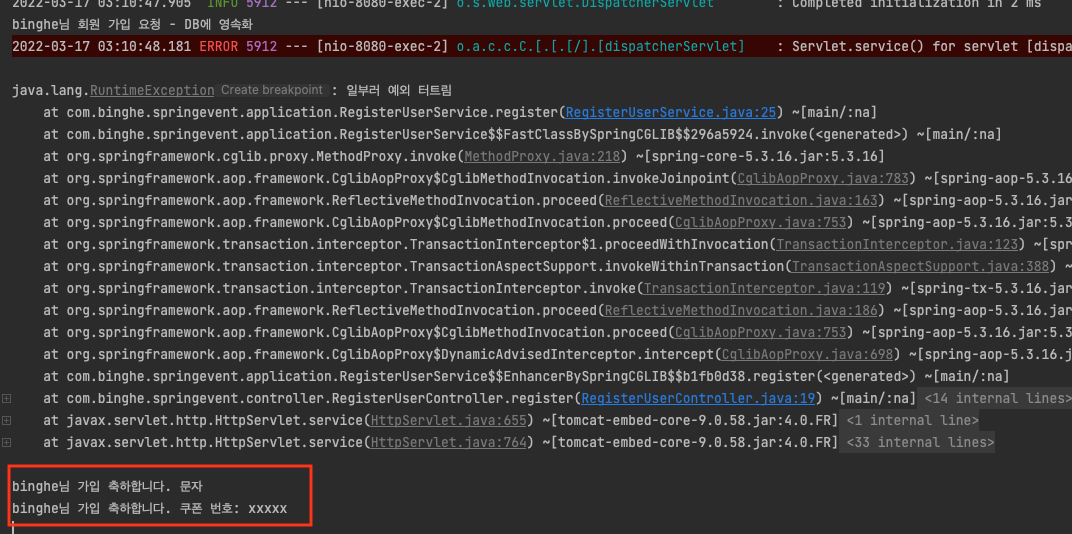 2022-03-17 03:10:47.905  INFO 5912 --- [nio-8080-exec-2] o.s.web.servlet.DispatcherServlet        : Completed initialization in 2 ms
binghe님 회원 가입 요청 - DB에 영속화
2022-03-17 03:10:48.181 ERROR 5912 --- [nio-8080-exec-2] o.a.c.c.C.[.[.[/].[dispatcherServlet]    : Servlet.service() for servlet [dispa
java.lang.RuntimeException Create breakpoint : 일부러 예외 터트림
at com.binghe.springevent.application.RegisterUserService.register(RegisterUserService.java:25) ~[main/:na]
at com.binghe.springevent.application.RegisterUserService$$FastClassBySpringCGLIB$$296a5924.invoke(<generated>) ~[main/:na]
at org.springframework.cglib.proxy.MethodProxy.invoke(MethodProxy.java:218) ~[spring-core-5.3.16.jar:5.3.16]
at org.springframework.aop.framework.CglibAopProxy$CglibMethodInvocation.invokeJoinpoint(CglibAopProxy.java:783) ~[spring-aop-5.3.16
at org.springframework.aop.framework.ReflectiveMethodInvocation.proceed(ReflectiveMethodInvocation.java:163) ~[spring-aop-5.3.16.jar
at org.springframework.aop.framework.CglibAopProxy$CglibMethodInvocation.proceed(CglibAopProxy.java:753) ~[spring-aop-5.3.16.jar:5.3
at org.springframework.transaction.interceptor.TransactionInterceptor$1.proceedWithInvocation(TransactionInterceptor.java:123) ~[spr
at org.springframework.transaction.interceptor.TransactionAspectSupport.invokeWithinTransaction(TransactionAspectSupport.java:388) ~
at org.springframework.transaction.interceptor.TransactionInterceptor.invoke(TransactionInterceptor.java:119) ~[spring-tx-5.3.16.jar
at org.springframework.aop.framework.ReflectiveMethodInvocation.proceed(ReflectiveMethodInvocation.java:186) ~[spring-aop-5.3.16.jar
at org.springframework.aop.framework.CglibAopProxy$CglibMethodInvocation.proceed(CglibAopProxy.java:753) ~[spring-aop-5.3.16.jar:5.3
at org.springframework.aop.framework.CglibAopProxy$DynamicAdvisedInterceptor.intercept(CglibAopProxy.java:698) ~[spring-aop-5.3.16.j
at com.binghe.springevent.application.RegisterUserService$$EnhancerBySpringCGLIB$$b1fb0d38.register(<generated>) ~[main/:na]
at com.binghe.springevent.controller.RegisterUserController.register(RegisterUserController.java:19) ~[main/:na] <14 internal lines>
at javax.servlet.http.HttpServlet.service(HttpServlet.java:655) ~[tomcat-embed-core-9.0.58.jar:4.0.FR] <1 internal line>
at javax.servlet.http.HttpServlet.service(HttpServlet.java:764) ~[tomcat-embed-core-9.0.58.jar:4.0.FR] <33 internal lines>
binghe님 가입 축하합니다. 문자
binghe님 가입 축하합니다. 쿠폰 번호: xxxxx